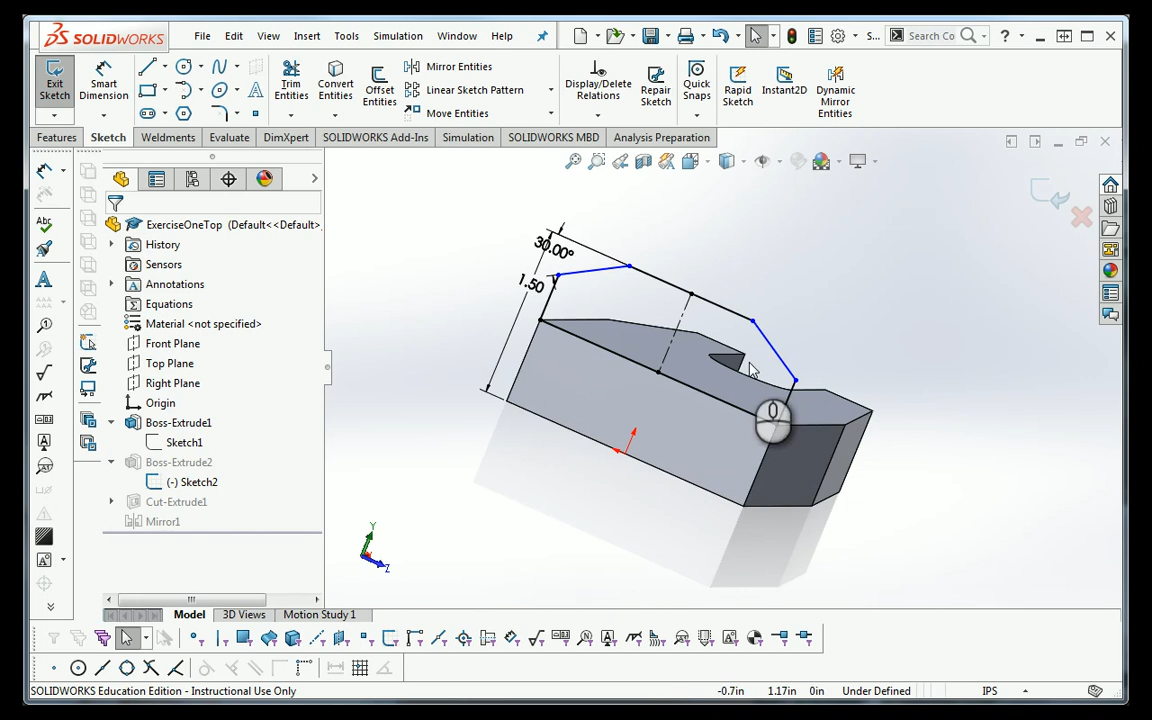 SOLIDWORKS File Edit View Insert Tools Simulation Window Help S... Search Co ?
Exit Sketch
Smart Dimension
Trim Entities
Convert Entities
Offset Entities
Mirror Entities
Linear Sketch Pattern
Move Entities
Display/Delete Relations
Repair Sketch
Quick Snaps
Rapid Sketch
Instant2D
Dynamic Mirror Entities
Features Sketch Weldments Evaluate DimXpert SOLIDWORKS Add-Ins Simulation SOLIDWORKS MBD Analysis Preparation
ExerciseOneTop (Default<<Default>
History
Sensors
Annotations
Equations
Material <not specified>
Front Plane
Top Plane
Right Plane
Origin
Boss-Extrude1
Sketch1
Boss-Extrude2
(-) Sketch2
Cut-Extrude1
Mirror1
30.00°
1.50
Y
Z
Model 3D Views Motion Study 1
SOLIDWORKS Education Edition - Instructional Use Only -0.7in 1.17in 0in Under Defined IPS